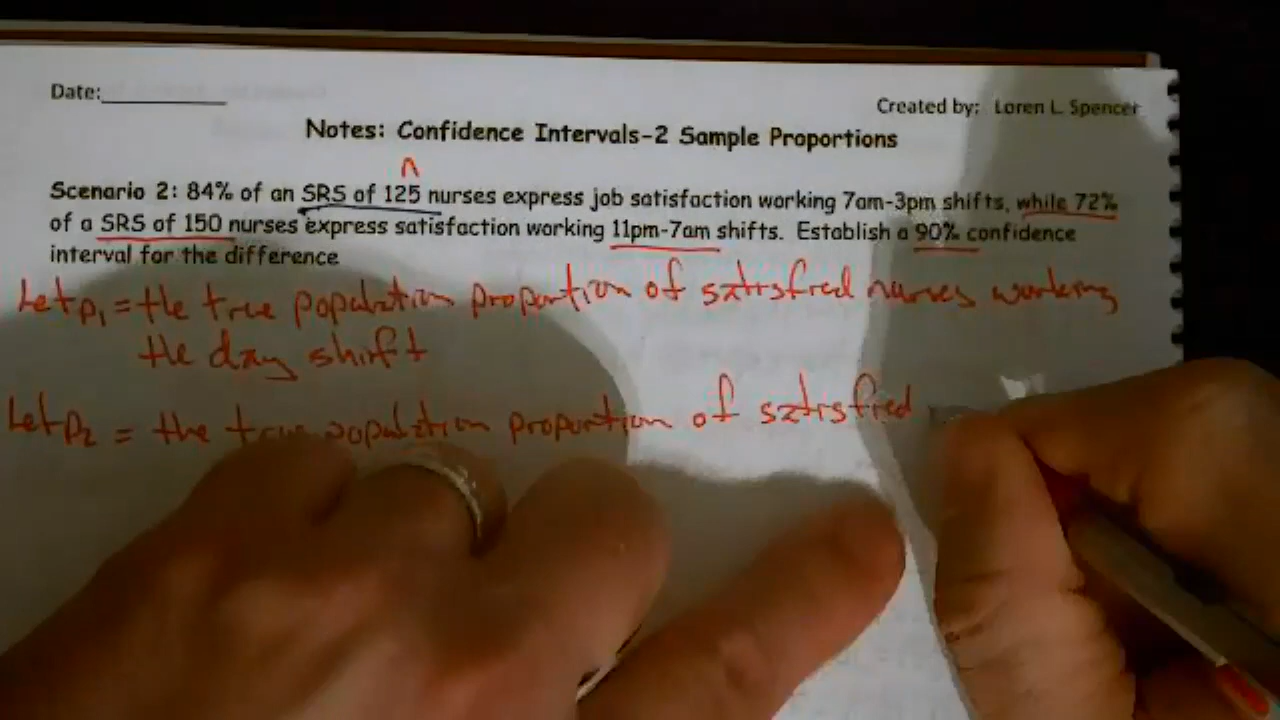 Date:__________
Created by: Loren L. Spencer
Notes: Confidence Intervals-2 Sample Proportions
n
Scenario 2: 84% of an SRS of 125 nurses express job satisfaction working 7am-3pm shifts, while 72%
of a SRS of 150 nurses express satisfaction working 11pm-7am shifts. Establish a 90% confidence
interval for the difference
Let p₁ = the true population proportion of satisfied nurses working
the day shift
Let p₂ = the true population proportion of satisfied